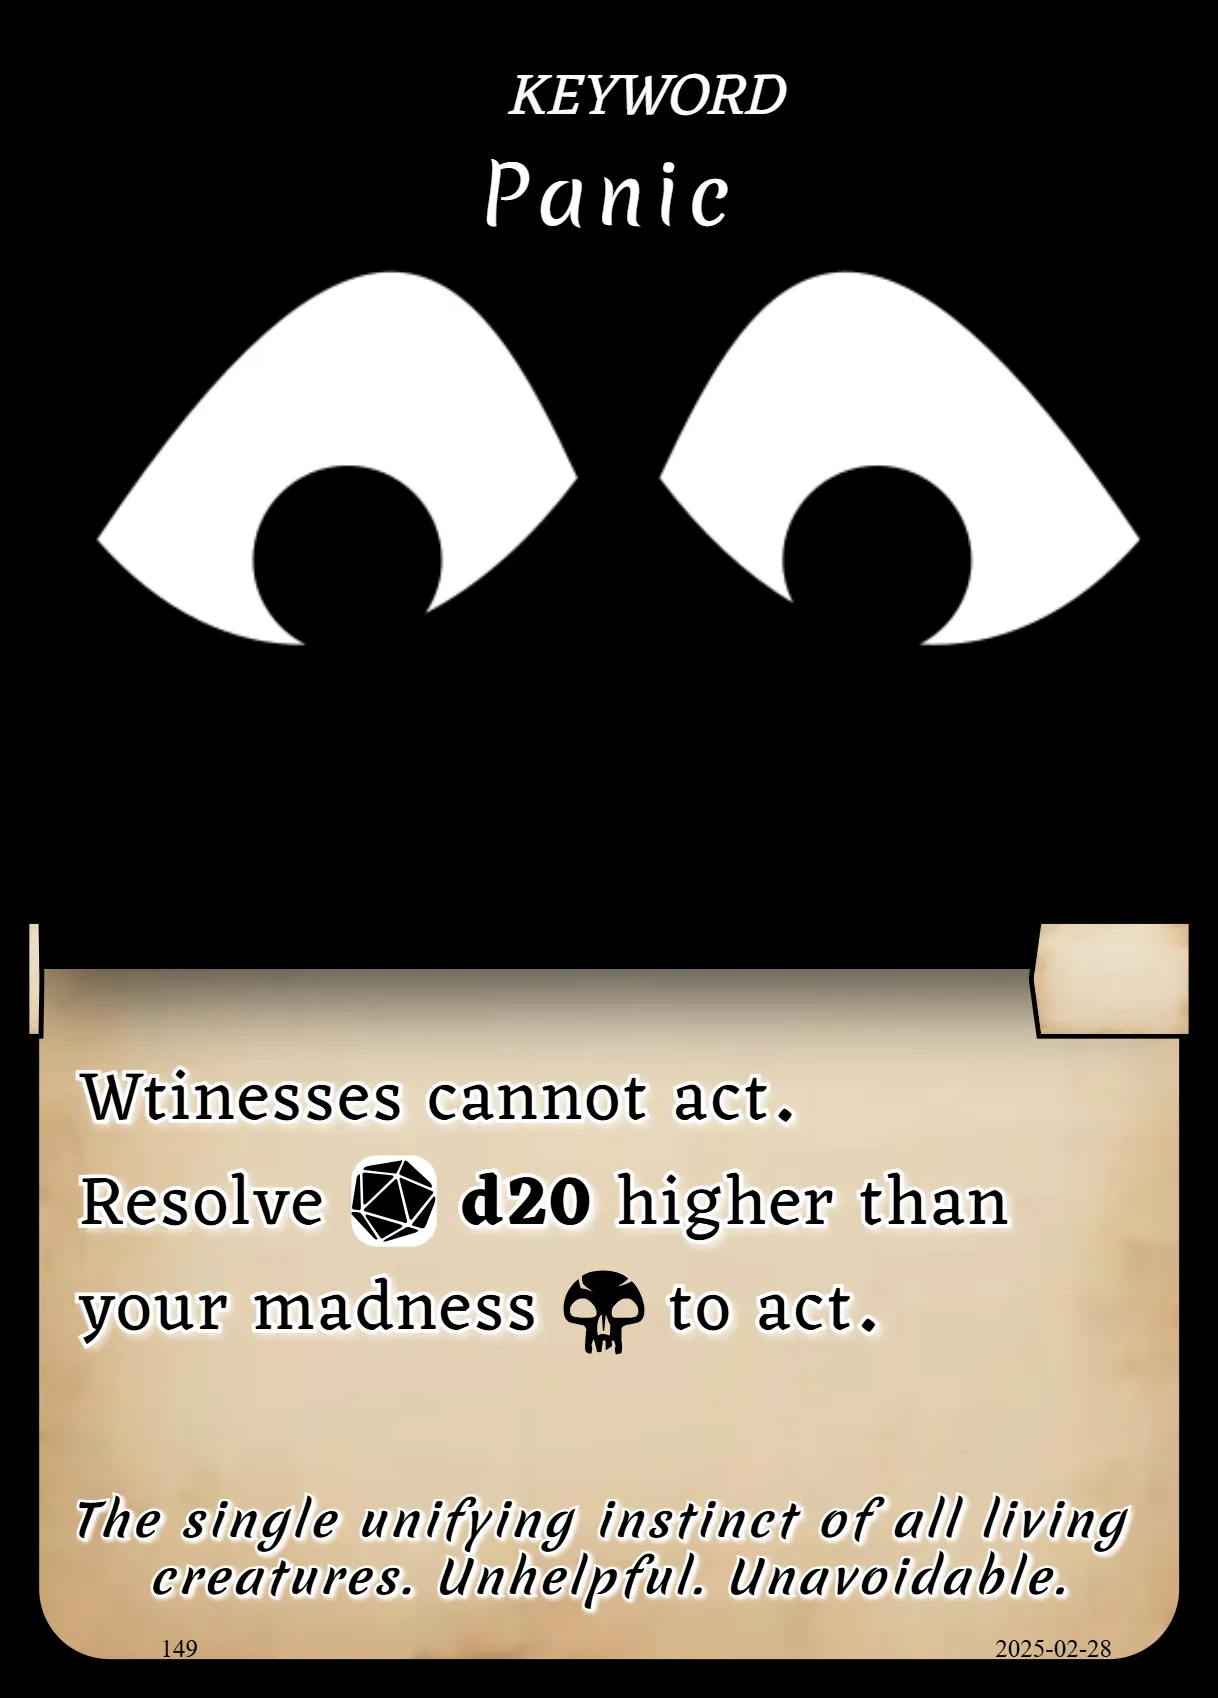 KEYWORD
Panic
Wtinesses cannot act.
Resolve d20 higher than
your madness to act.
The single unifying instinct of all living
creatures. Unhelpful. Unavoidable.
149
2025-02-28